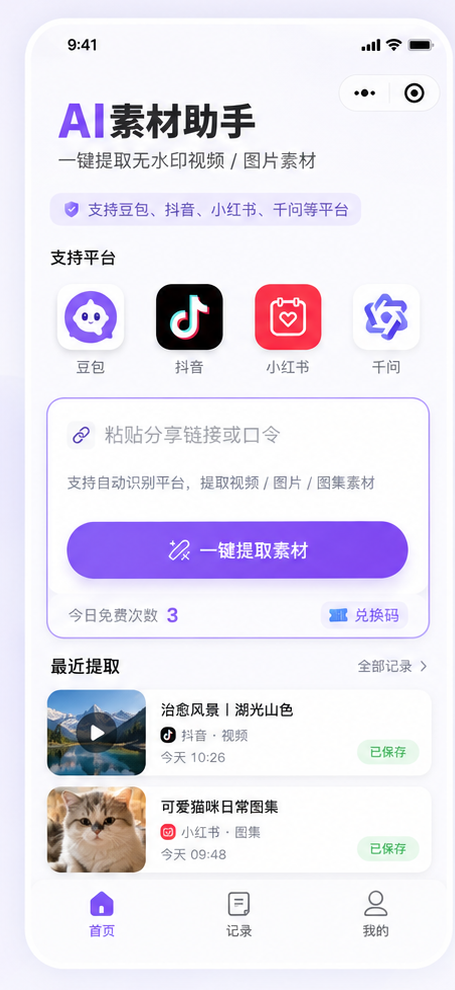 9:41
AI素材助手
一键提取无水印视频 / 图片素材
支持豆包、抖音、小红书、千问等平台
支持平台
豆包 抖音 小红书 千问
粘贴分享链接或口令
支持自动识别平台，提取视频 / 图片 / 图集素材
一键提取素材
今日免费次数 3 兑换码
最近提取 全部记录
治愈风景丨湖光山色
抖音 · 视频
今天 10:26
已保存
可爱猫咪日常图集
小红书 · 图集
今天 09:48
已保存
首页 记录 我的